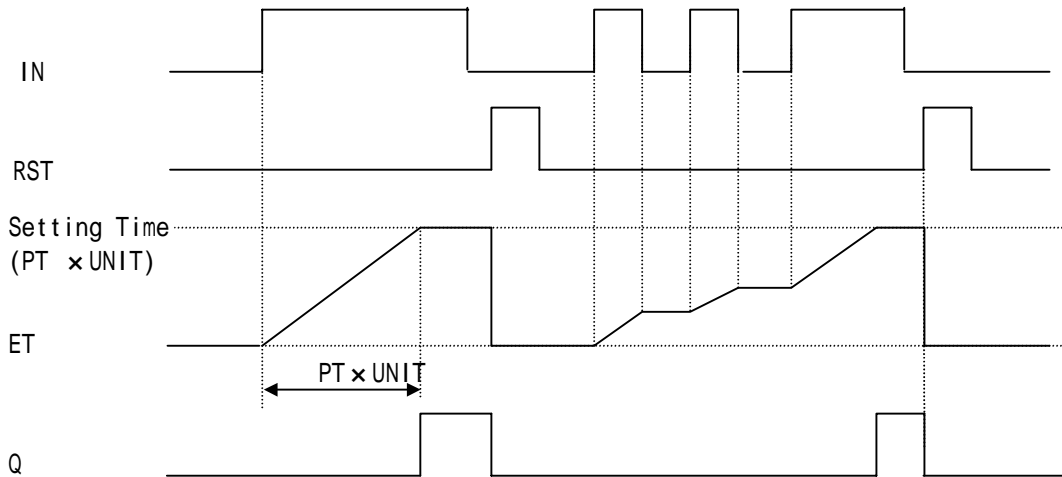 IN
RST
Setting Time
(PT × UNIT)
ET
PT × UNIT
Q